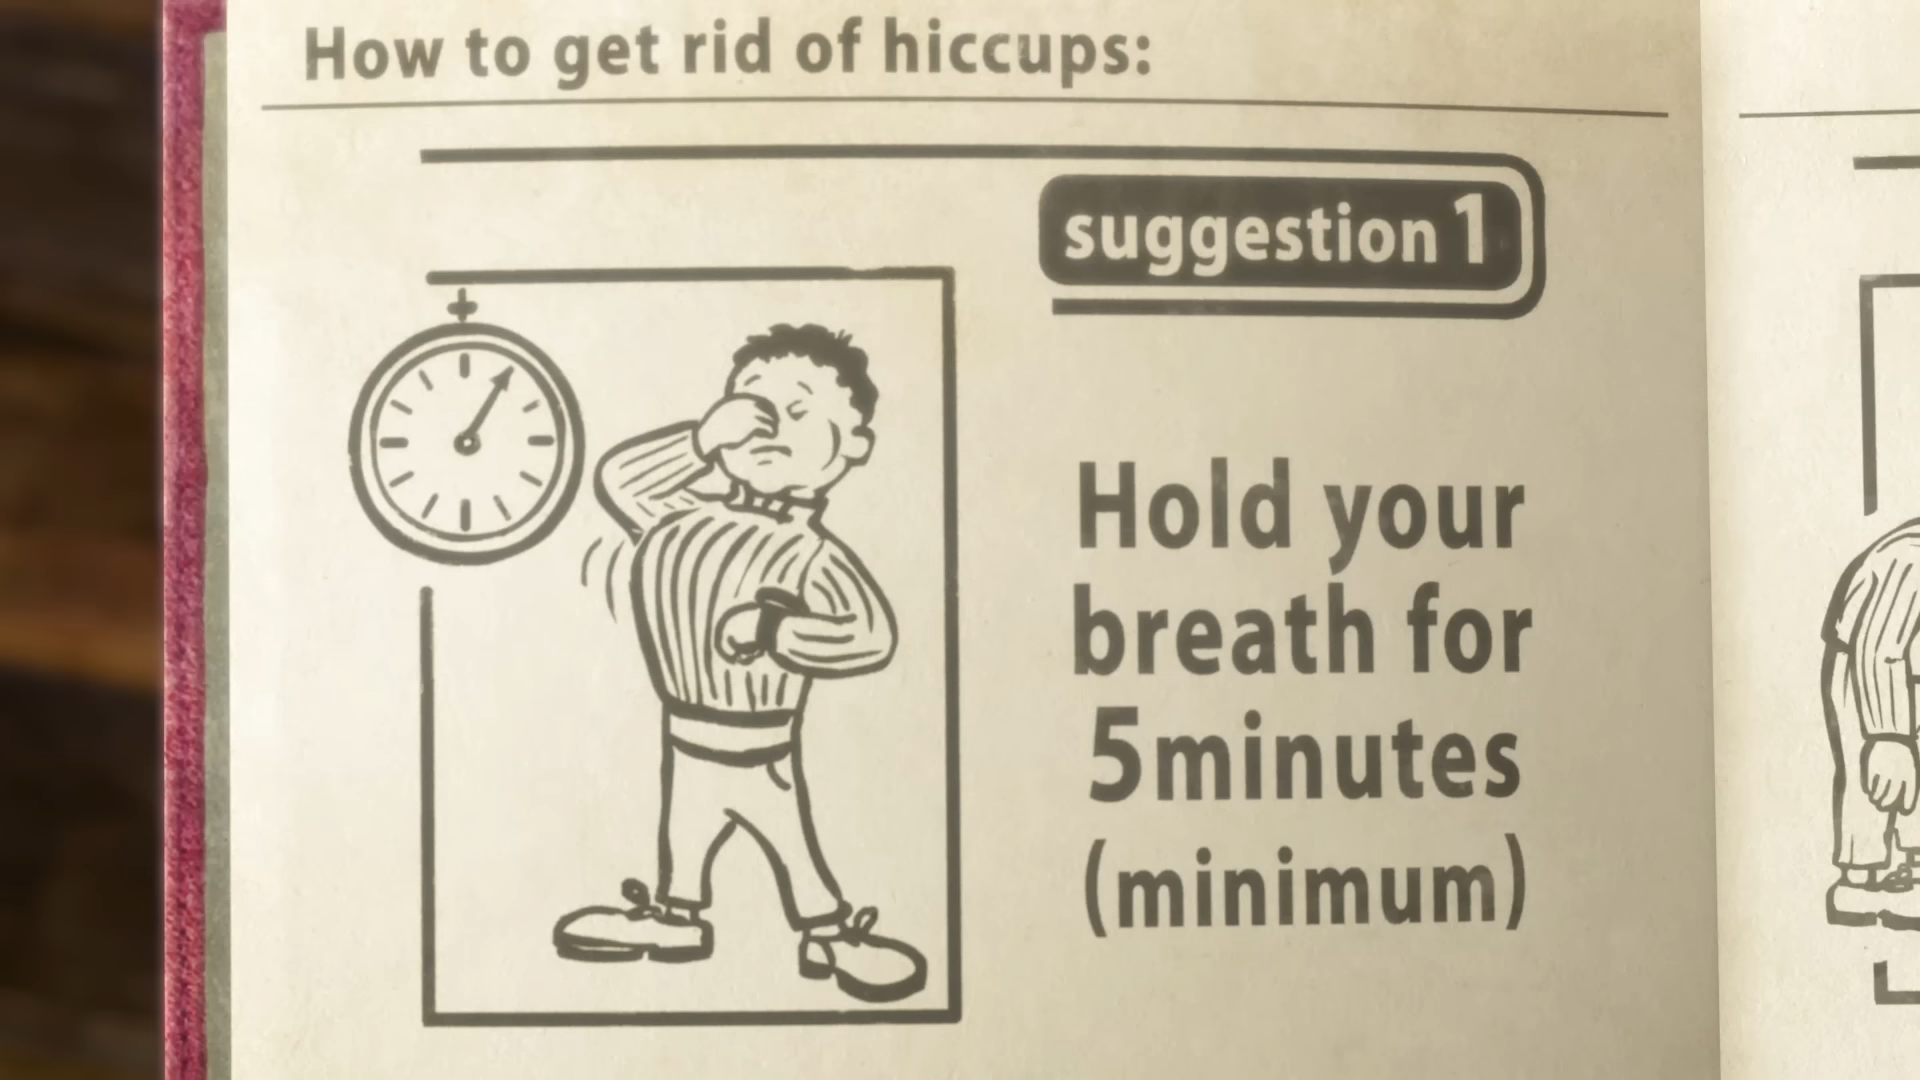 How to get rid of hiccups:
suggestion 1
Hold your
breath for
5minutes
(minimum)